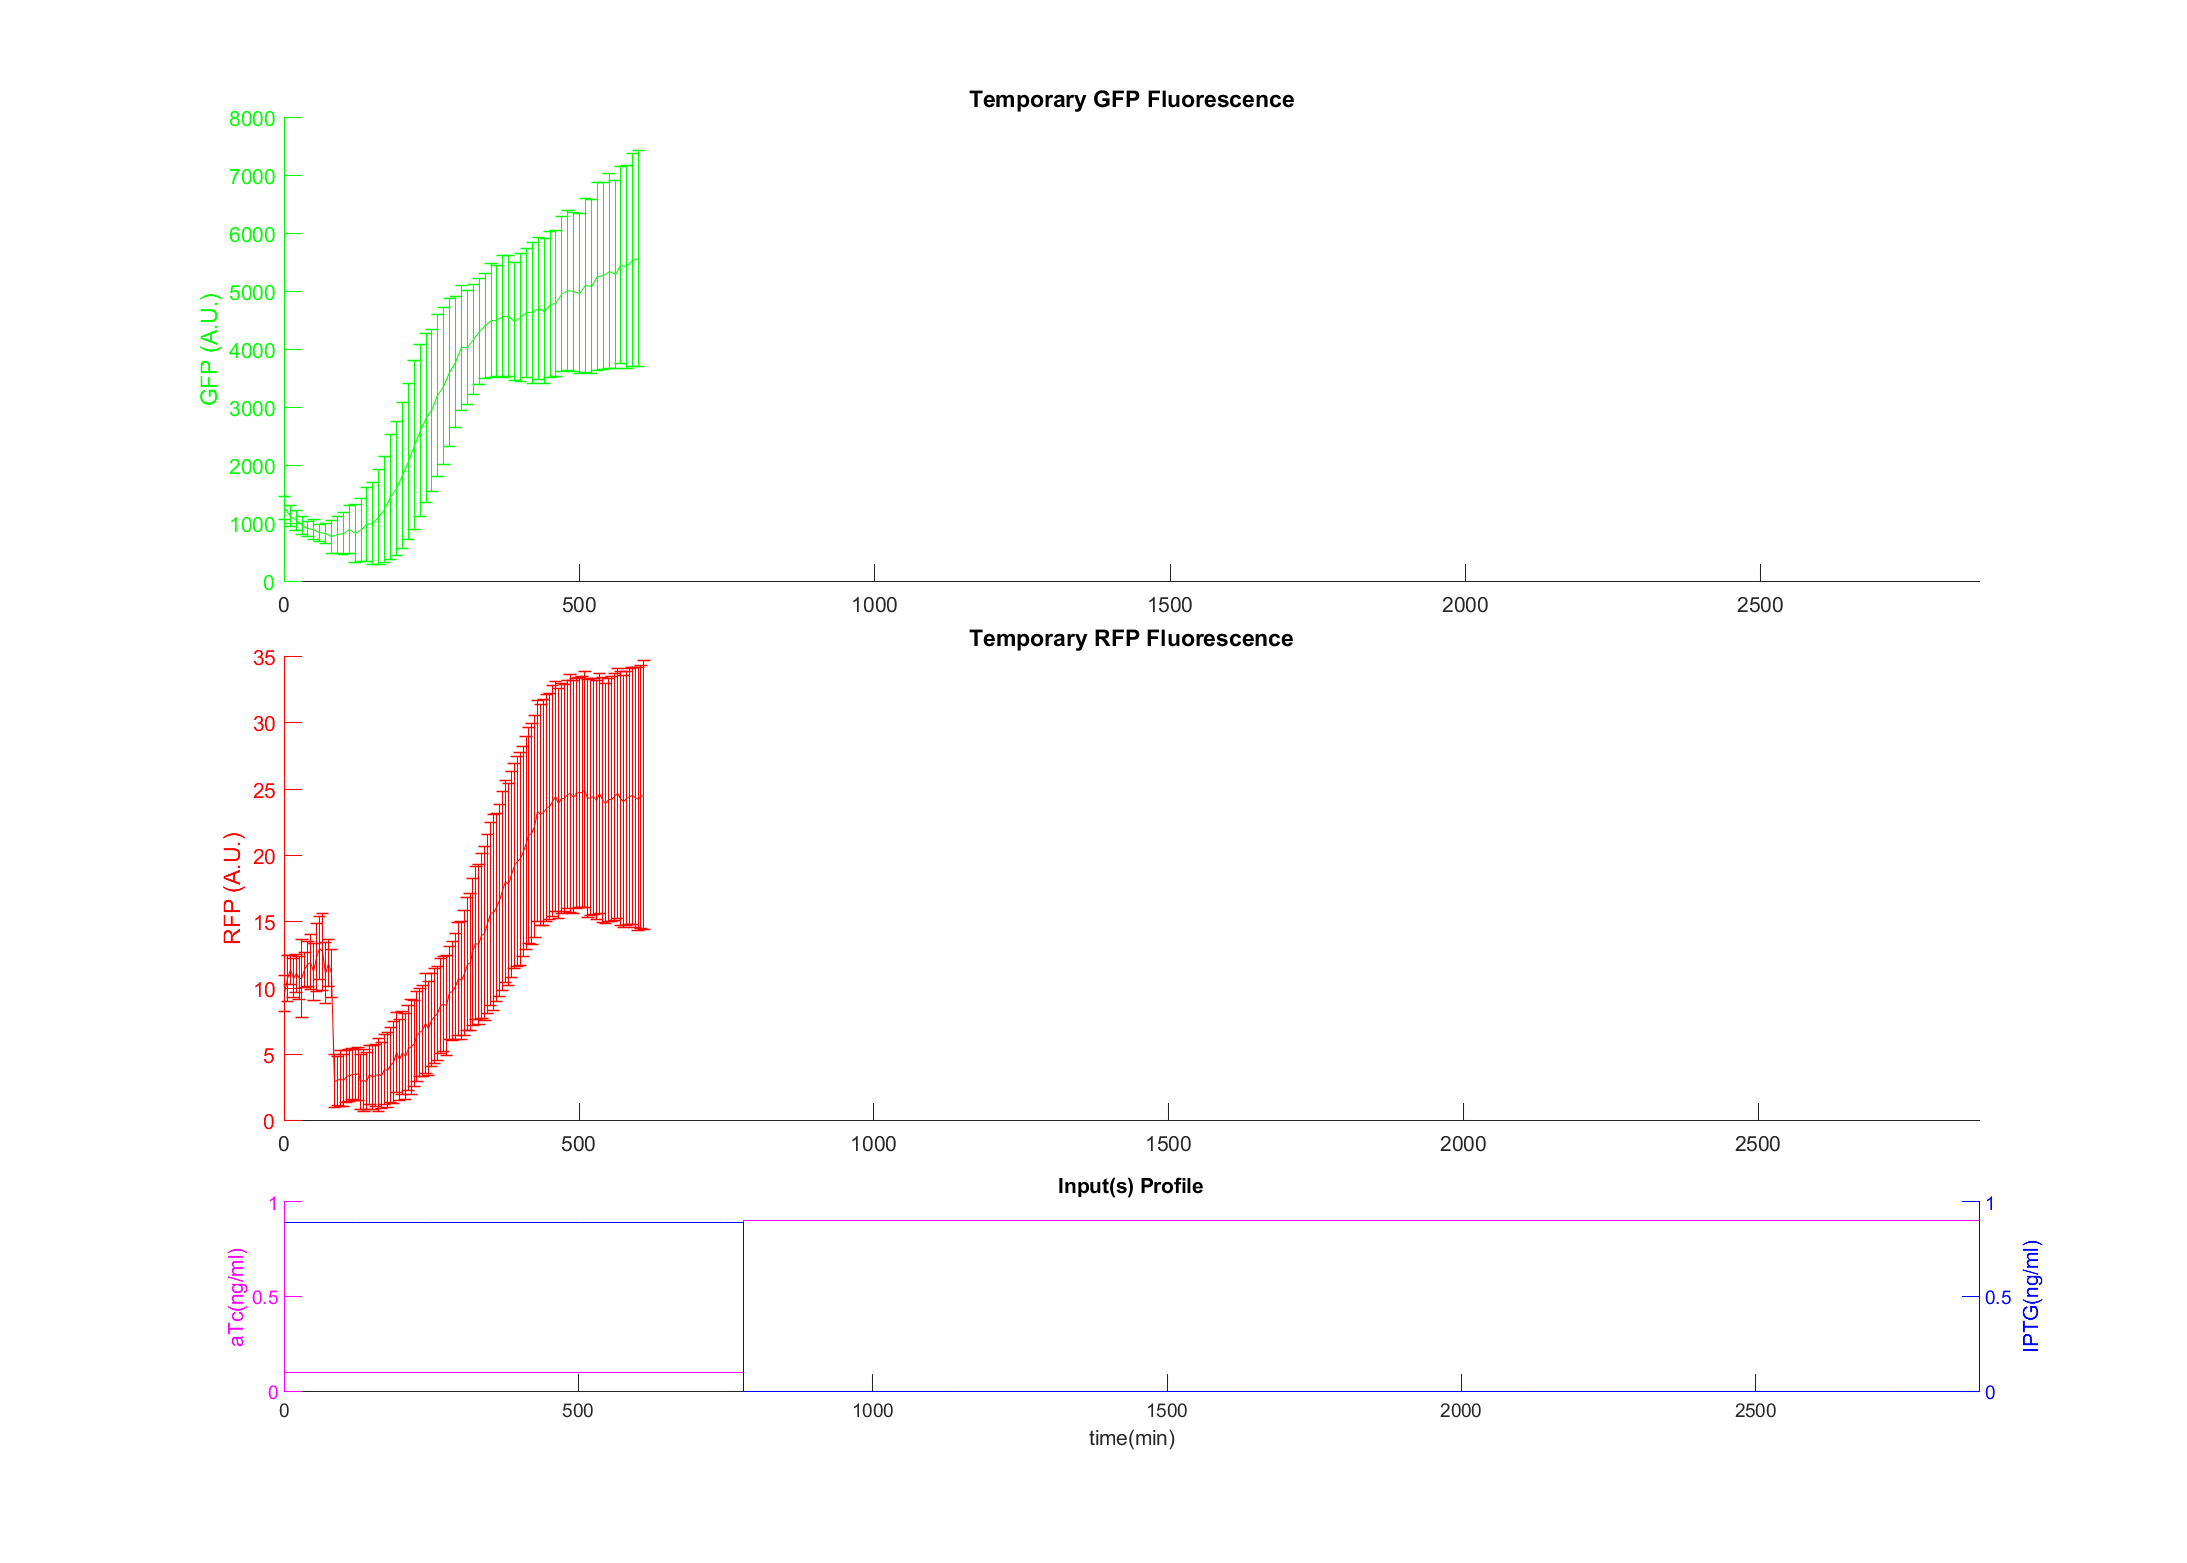 Temporary GFP Fluorescence
8000
7000
6000
5000
4000
3000
2000
1000
0
GFP (A.U.)
0 500 1000 1500 2000 2500
Temporary RFP Fluorescence
35
30
25
20
15
10
5
0
RFP (A.U.)
0 500 1000 1500 2000 2500
Input(s) Profile
1
0.5
0
aTc(ng/ml)
1
0.5
0
IPTG(ng/ml)
0 500 1000 1500 2000 2500
time(min)